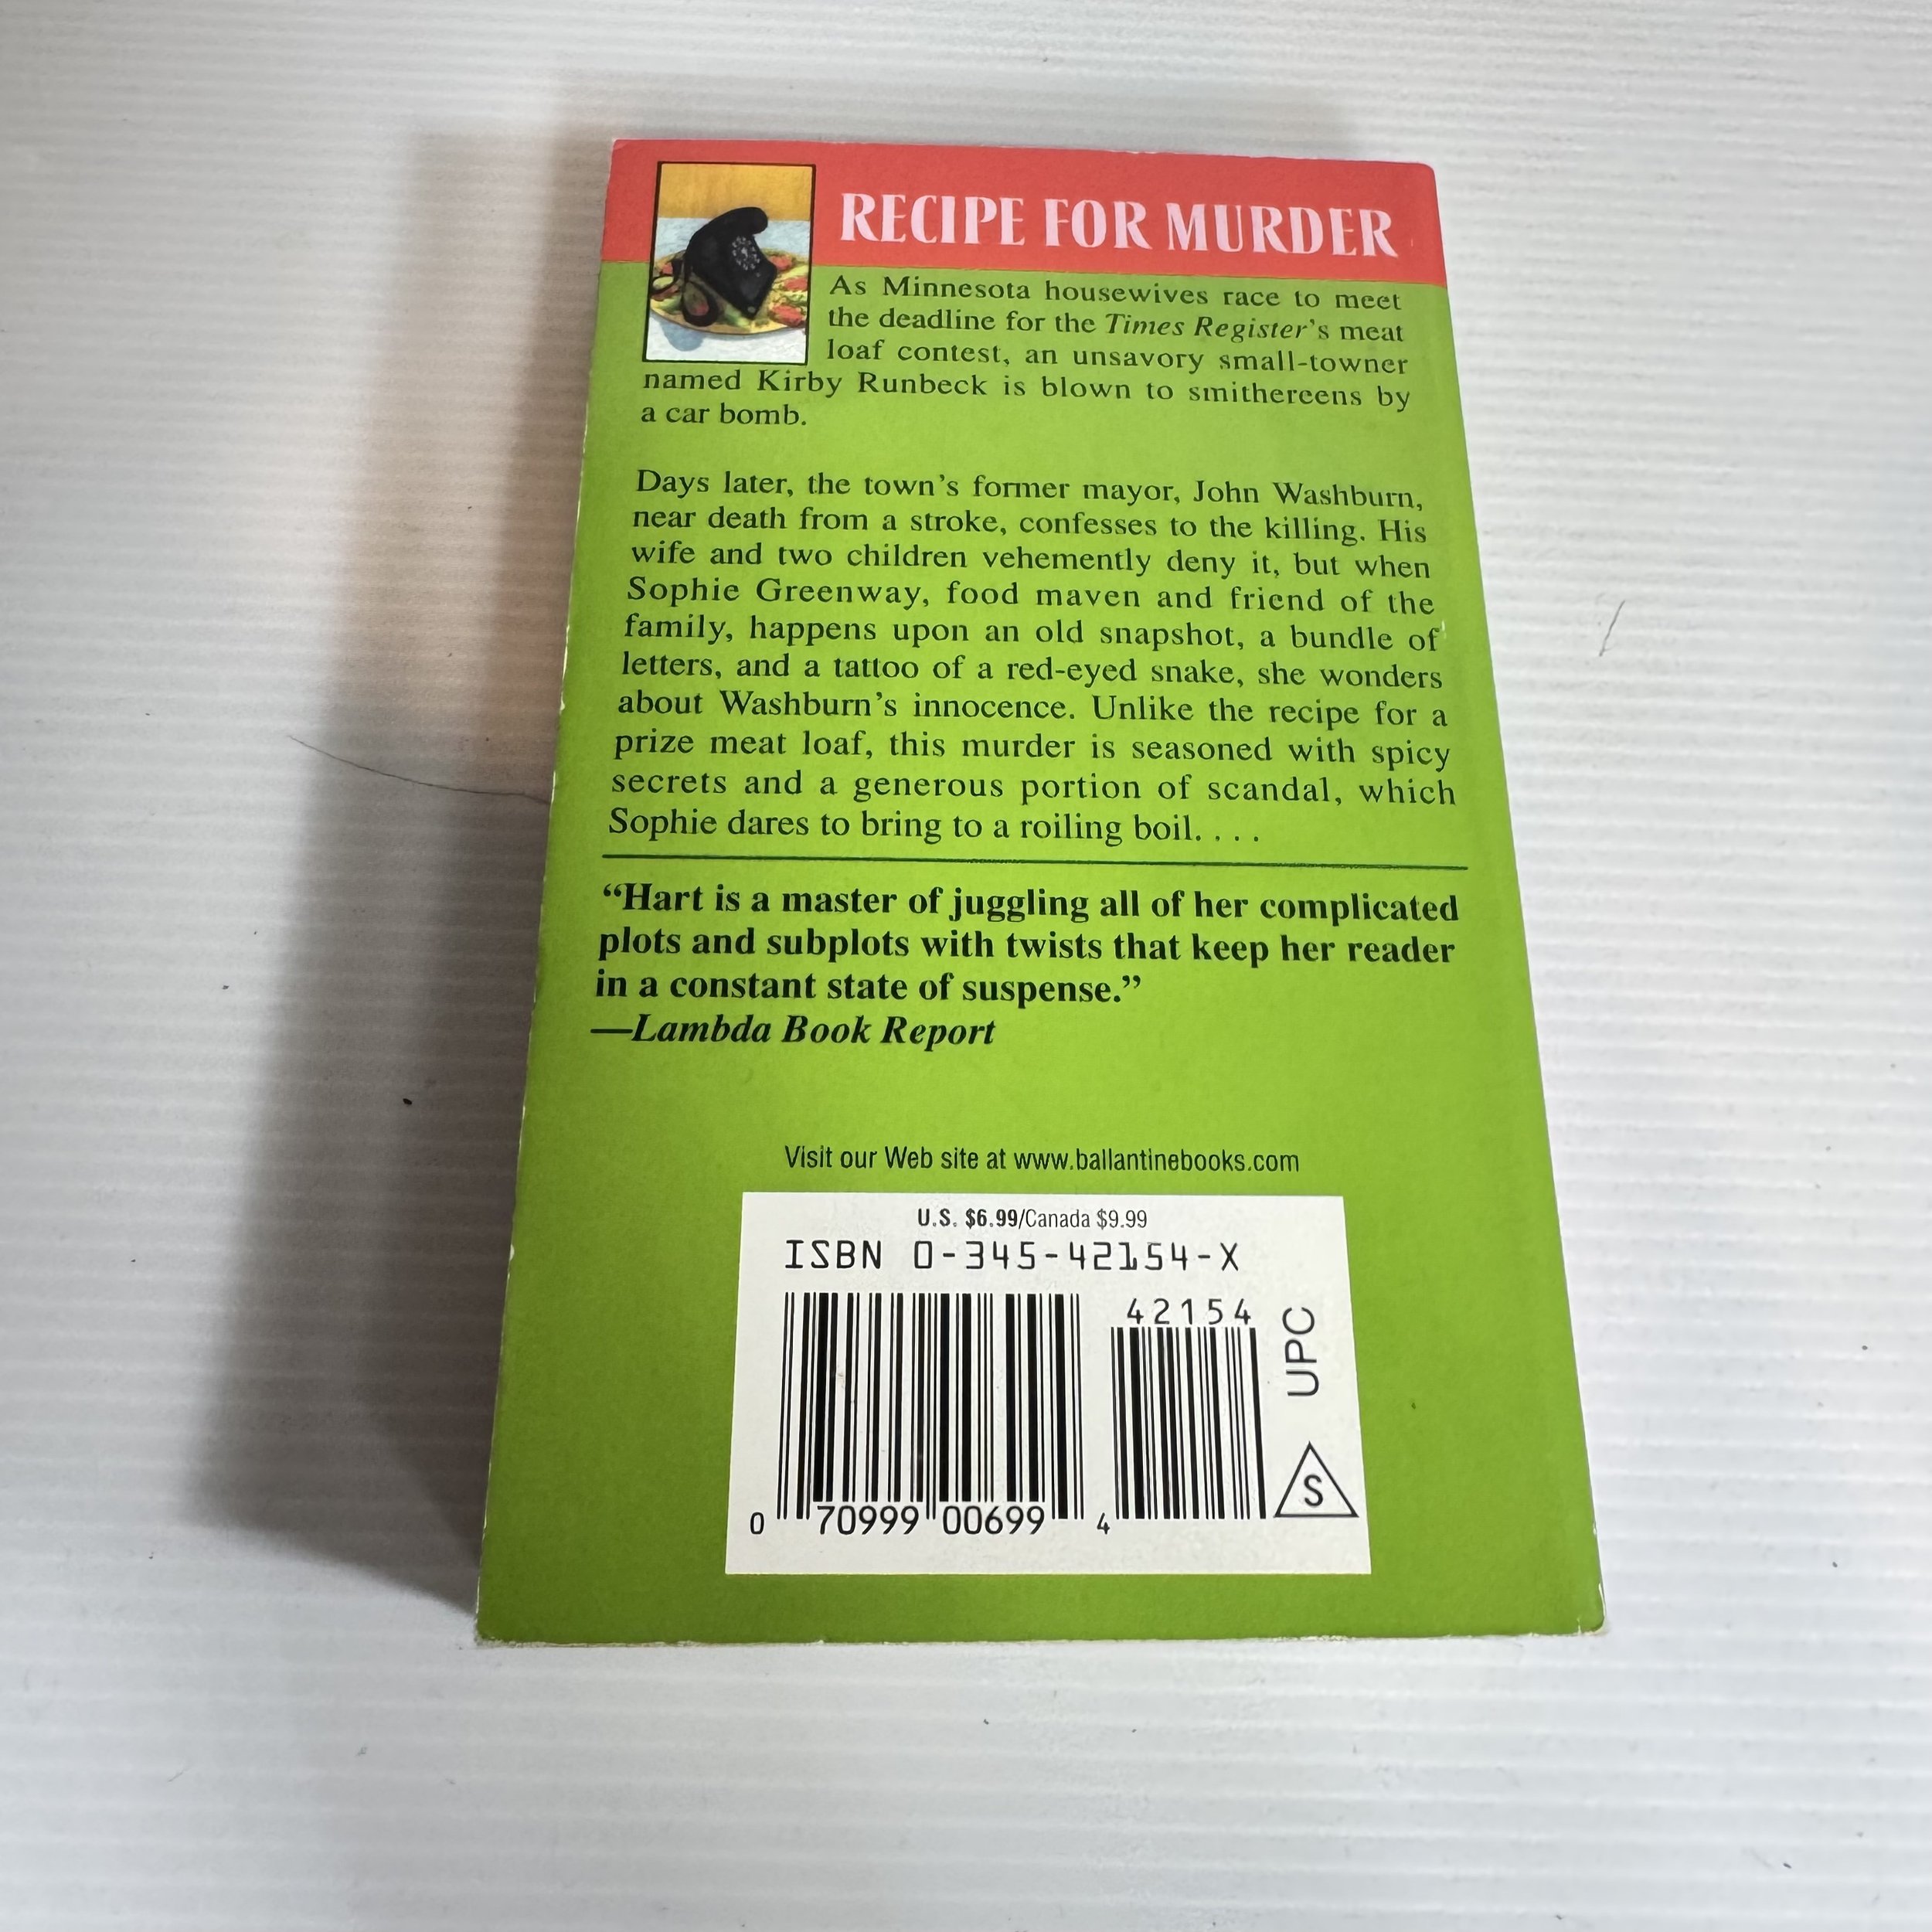 RECIPE FOR MURDER
As Minnesota housewives race to meet
the deadline for the Times Register's meat
loaf contest, an unsavory small-towner
named Kirby Runbeck is blown to smithereens by
a car bomb.
Days later, the town's former mayor, John Washburn,
near death from a stroke, confesses to the killing. His
wife and two children vehemently deny it, but when
Sophie Greenway, food maven and friend of the
family, happens upon an old snapshot, a bundle of
letters, and a tattoo of a red-eyed snake, she wonders
about Washburn's innocence. Unlike the recipe for a
prize meat loaf, this murder is seasoned with spicy
secrets and a generous portion of scandal, which
Sophie dares to bring to a roiling boil. . . .
“Hart is a master of juggling all of her complicated
plots and subplots with twists that keep her reader
in a constant state of suspense.”
—Lambda Book Report
Visit our Web site at www.ballantinebooks.com
U.S. $6.99/Canada $9.99
ISBN 0-345-42154-X
42154
UPC
S
0 70999 00699 4